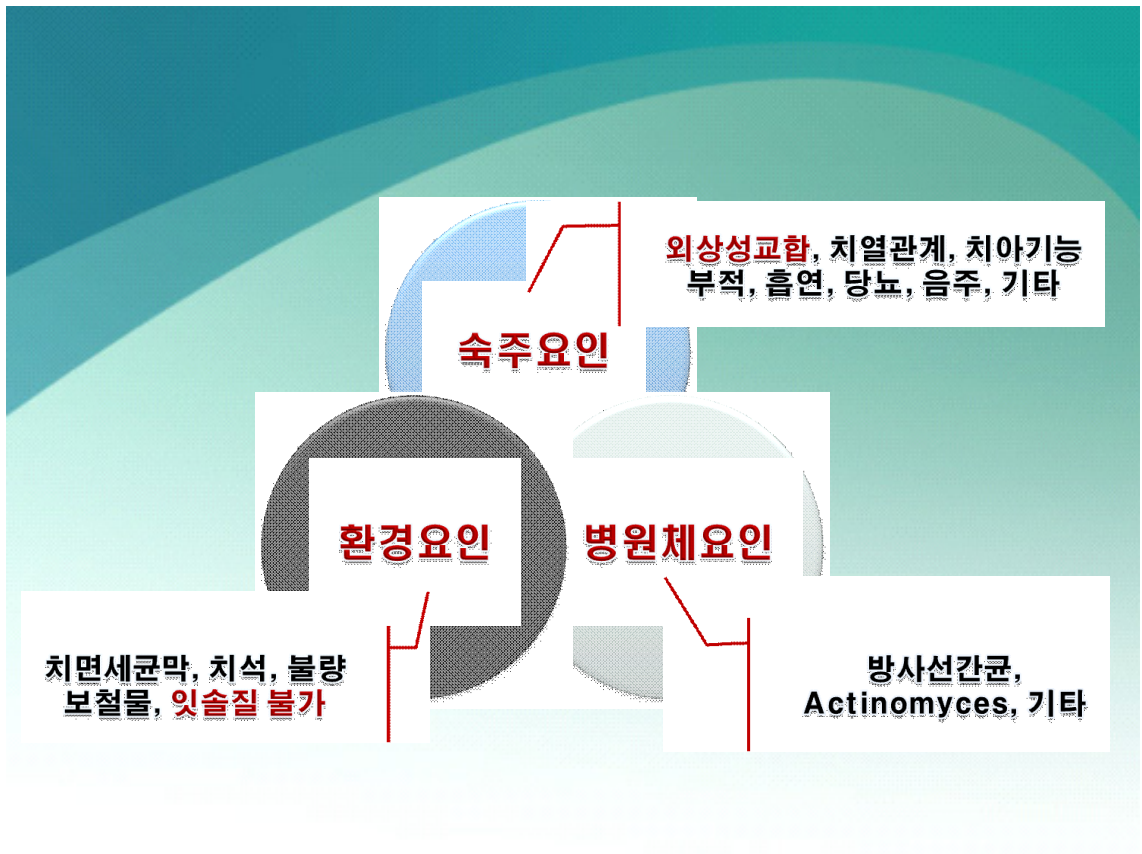 외상성교합, 치열관계, 치아기능
부적, 흡연, 당뇨, 음주, 기타
숙주요인
환경요인
병원체요인
치면세균막, 치석, 불량
보철물, 잇솔질 불가
방사선간균,
Actinomyces, 기타